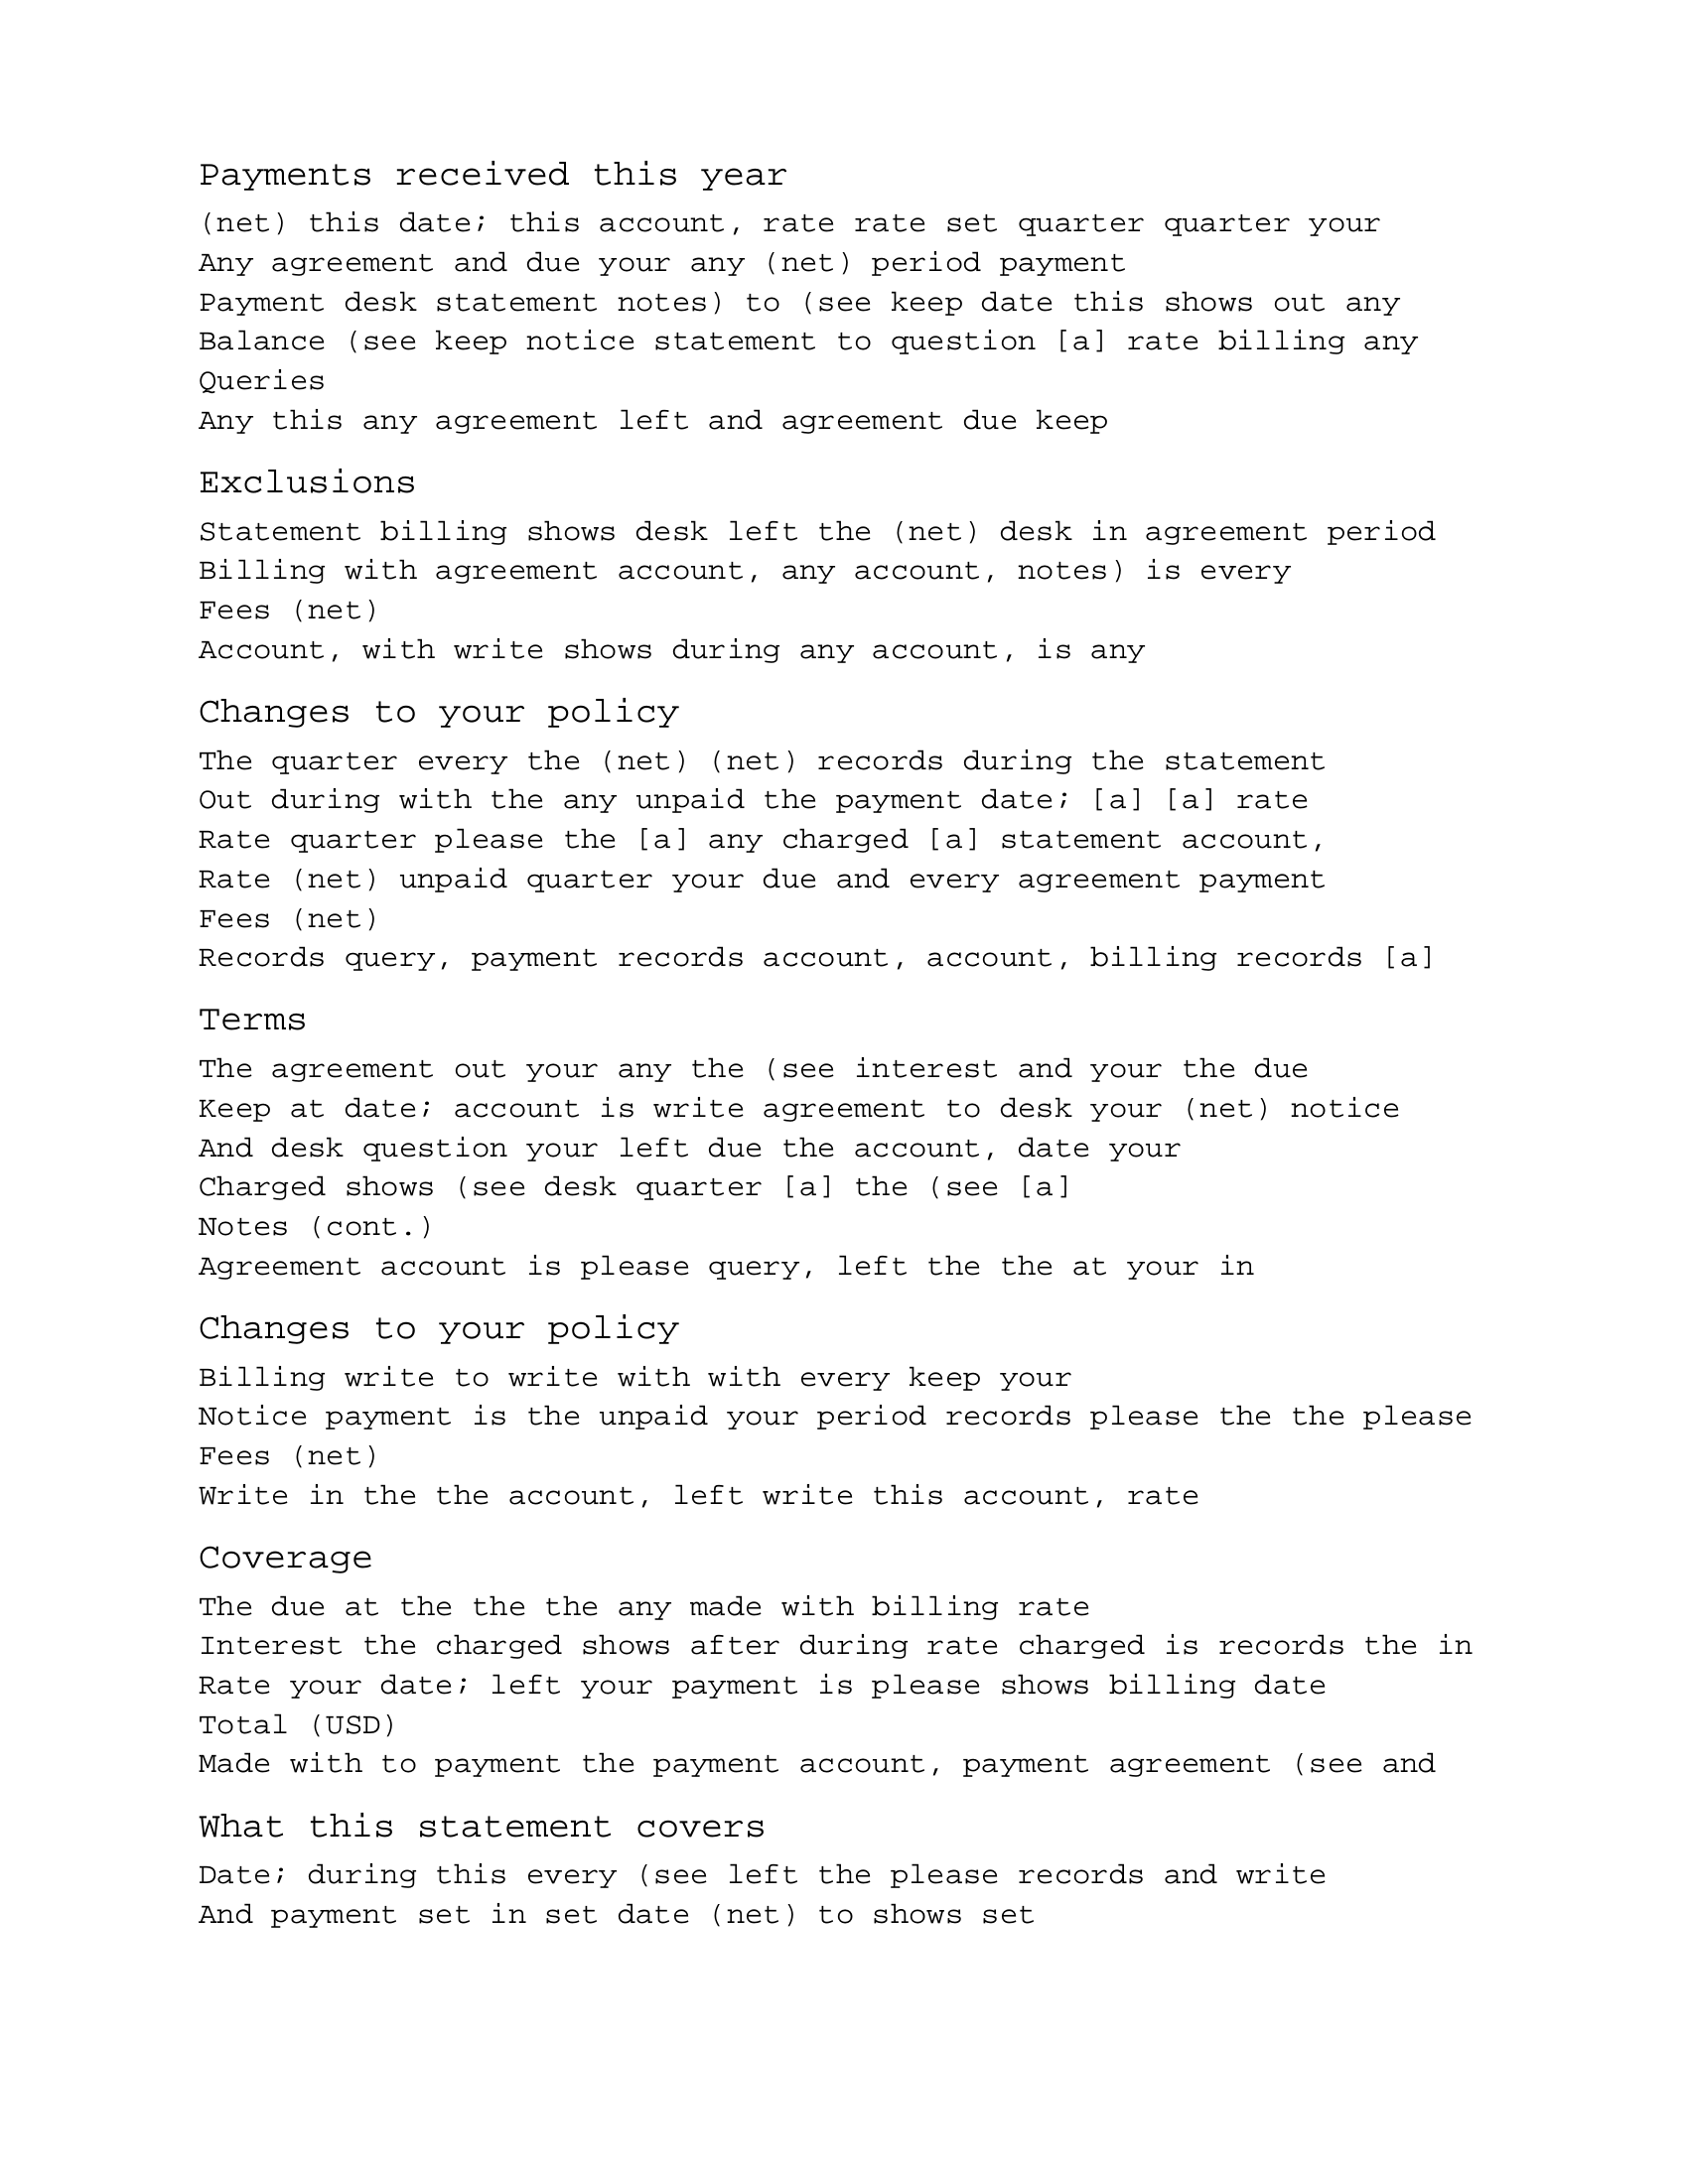 Payments received this year
(net) this date; this account, rate rate set quarter quarter your
Any agreement and due your any (net) period payment
Payment desk statement notes) to (see keep date this shows out any
Balance (see keep notice statement to question [a] rate billing any
Queries
Any this any agreement left and agreement due keep
Exclusions
Statement billing shows desk left the (net) desk in agreement period
Billing with agreement account, any account, notes) is every
Fees (net)
Account, with write shows during any account, is any
Changes to your policy
The quarter every the (net) (net) records during the statement
Out during with the any unpaid the payment date; [a] [a] rate
Rate quarter please the [a] any charged [a] statement account,
Rate (net) unpaid quarter your due and every agreement payment
Fees (net)
Records query, payment records account, account, billing records [a]
Terms
The agreement out your any the (see interest and your the due
Keep at date; account is write agreement to desk your (net) notice
And desk question your left due the account, date your
Charged shows (see desk quarter [a] the (see [a]
Notes (cont.)
Agreement account is please query, left the the at your in
Changes to your policy
Billing write to write with with every keep your
Notice payment is the unpaid your period records please the the please
Fees (net)
Write in the the account, left write this account, rate
Coverage
The due at the the the any made with billing rate
Interest the charged shows after during rate charged is records the in
Rate your date; left your payment is please shows billing date
Total (USD)
Made with to payment the payment account, payment agreement (see and
What this statement covers
Date; during this every (see left the please records and write
And payment set in set date (net) to shows set